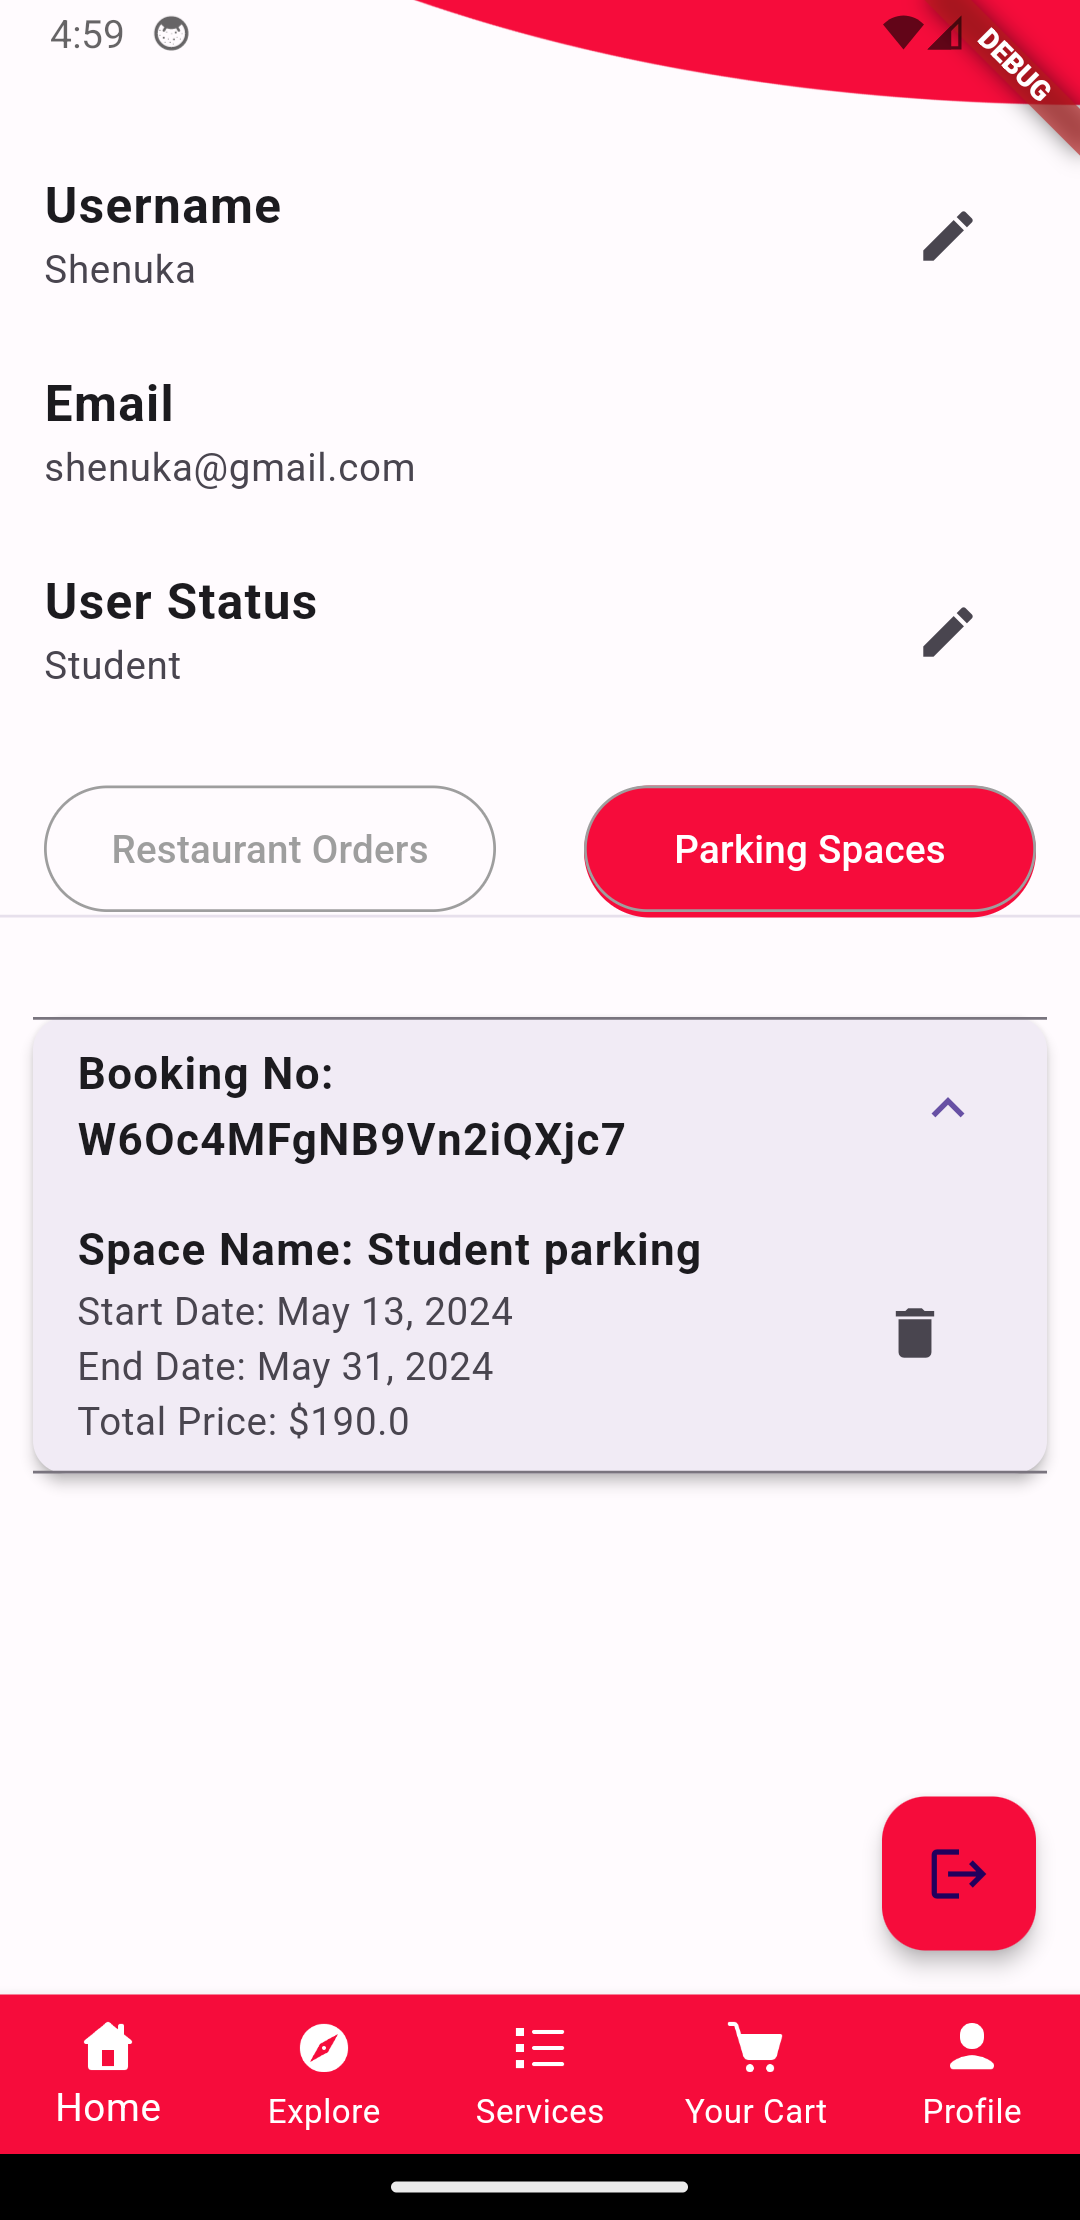 4:59
DEBUG
Username
Shenuka
Email
shenuka@gmail.com
User Status
Student
Restaurant Orders
Parking Spaces
Booking No:
W6Oc4MFgNB9Vn2iQXjc7
Space Name: Student parking
Start Date: May 13, 2024
End Date: May 31, 2024
Total Price: $190.0
Home
Explore
Services
Your Cart
Profile